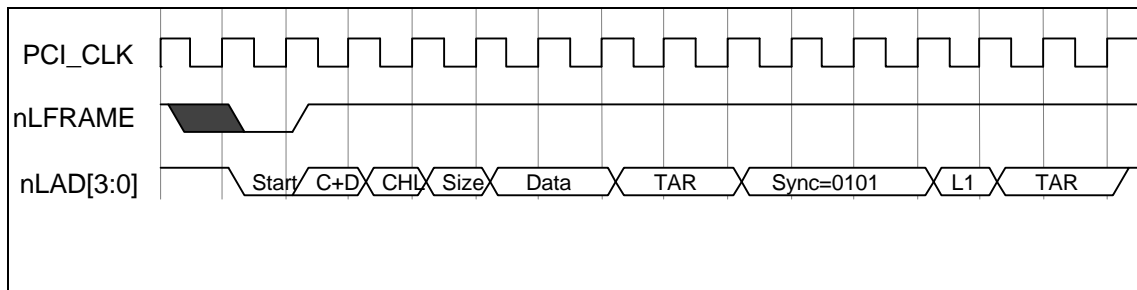 PCI_CLK
nLFRAME
nLAD[3:0] Start C+D CHL Size Data TAR Sync=0101 L1 TAR